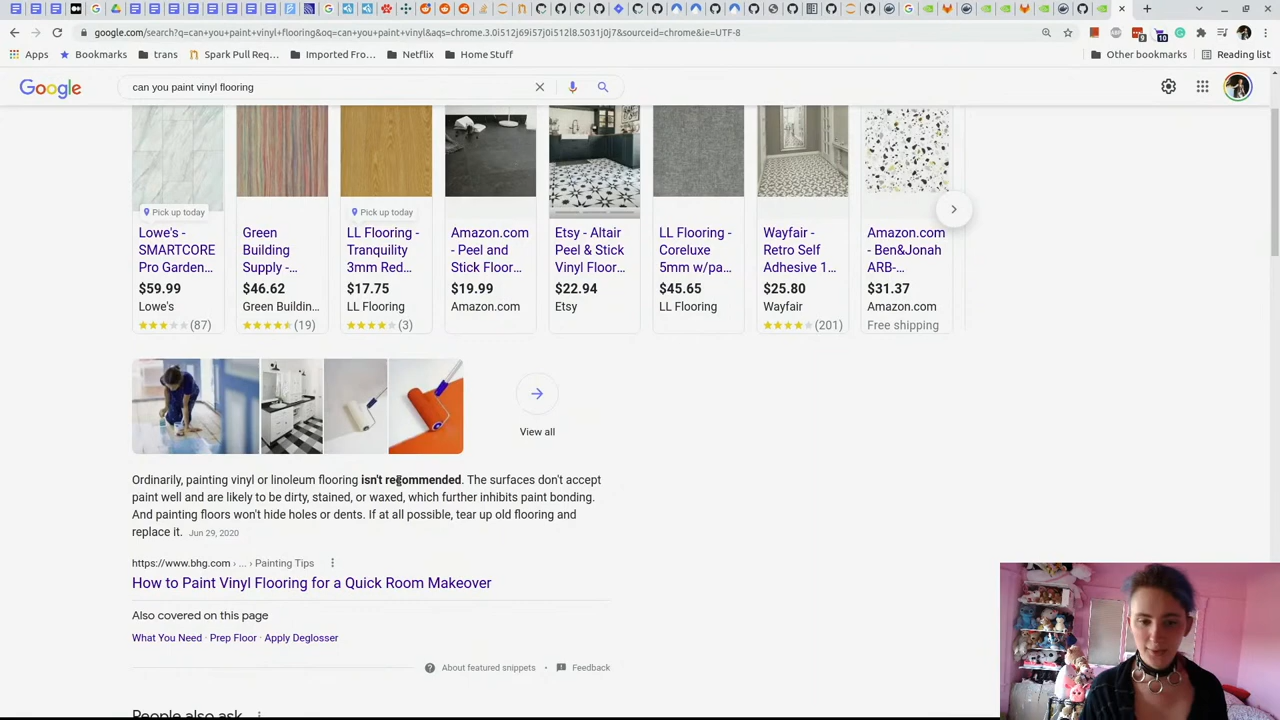 google.com/search?q=can+you+paint+vinyl+flooring&oq=can+you+paint+vinyl&aqs=chrome.3.0i512j69i57j0i512l8.5031j0j7&sourceid=chrome&ie=UTF-8
9
10
Apps
Bookmarks
trans
Spark Pull Req...
Imported Fro...
Netflix
Home Stuff
Other bookmarks
Reading list
Google
can you paint vinyl flooring
Pick up today
Pick up today
Lowe's -
SMARTCORE
Pro Garden...
$59.99
Lowe's
(87)
Green
Building
Supply -...
$46.62
Green Buildin...
(19)
LL Flooring -
Tranquility
3mm Red...
$17.75
LL Flooring
(3)
Amazon.com
- Peel and
Stick Floor...
$19.99
Amazon.com
Etsy - Altair
Peel & Stick
Vinyl Floor...
$22.94
Etsy
LL Flooring -
Coreluxe
5mm w/pa...
$45.65
LL Flooring
Wayfair -
Retro Self
Adhesive 1...
$25.80
Wayfair
(201)
Amazon.com
- Ben&Jonah
ARB-...
$31.37
Amazon.com
Free shipping
View all
Ordinarily, painting vinyl or linoleum flooring isn't recommended. The surfaces don't accept
paint well and are likely to be dirty, stained, or waxed, which further inhibits paint bonding.
And painting floors won't hide holes or dents. If at all possible, tear up old flooring and
replace it. Jun 29, 2020
https://www.bhg.com › ... › Painting Tips
How to Paint Vinyl Flooring for a Quick Room Makeover
Also covered on this page
What You Need · Prep Floor · Apply Deglosser
About featured snippets • Feedback
People also ask